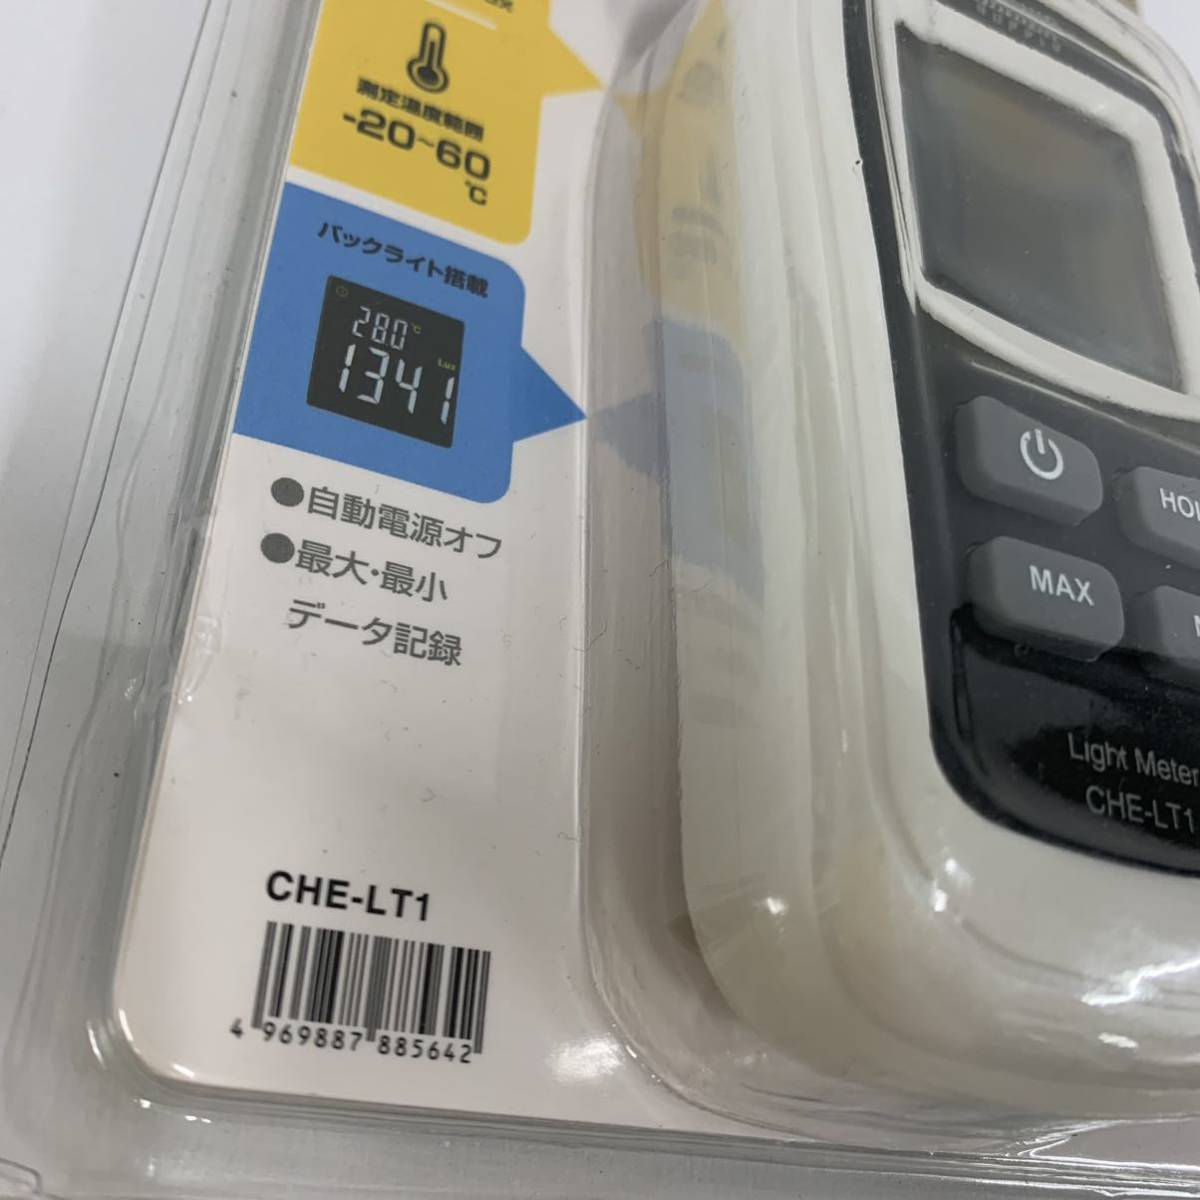 測定温度範囲
-20~60
℃
バックライト搭載
28.0℃
Lux
1341
●自動電源オフ
●最大・最小
データ記録
CHE-LT1
4 969887 885642
SUPPLY
HOL
MAX
Light Meter
CHE-LT1